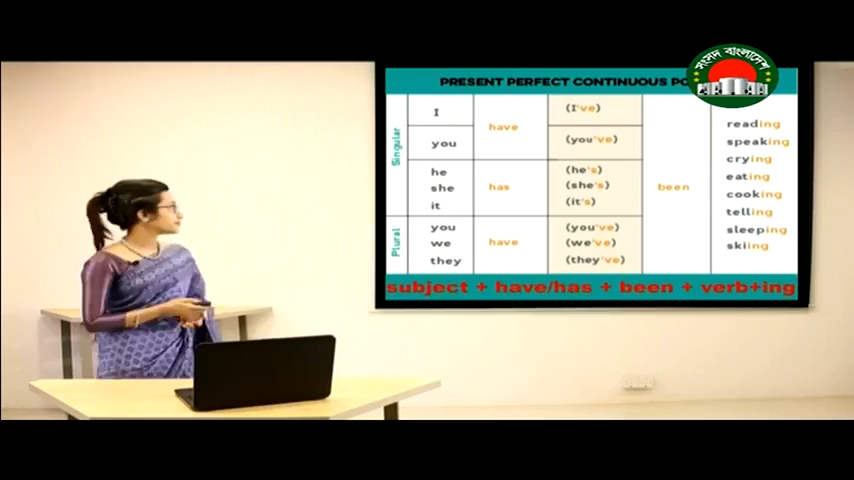 সংসদ বাংলাদেশ
PRESENT PERFECT CONTINUOUS
Singular
I
you
have
(I've)
(you've)
he
she
it
has
(he's)
(she's)
(it's)
been
reading
speaking
crying
eating
cooking
telling
sleeping
skiing
Plural
you
we
they
have
(you've)
(we've)
(they've)
subject + have/has + been + verb+ing